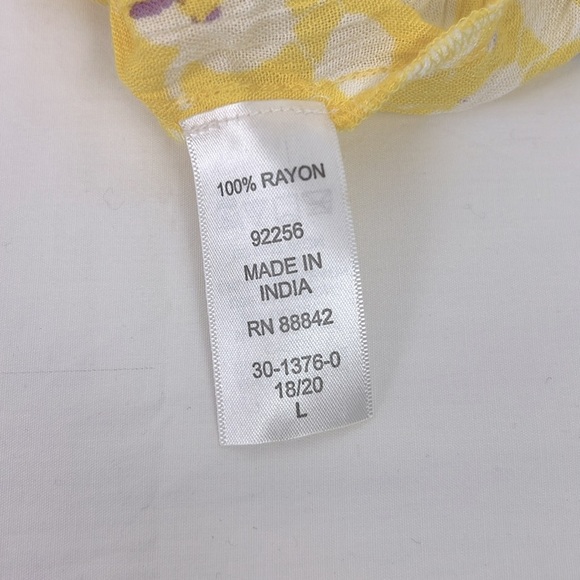 100% RAYON
92256
MADE IN
INDIA
RN 88842
30-1376-0
18/20
L